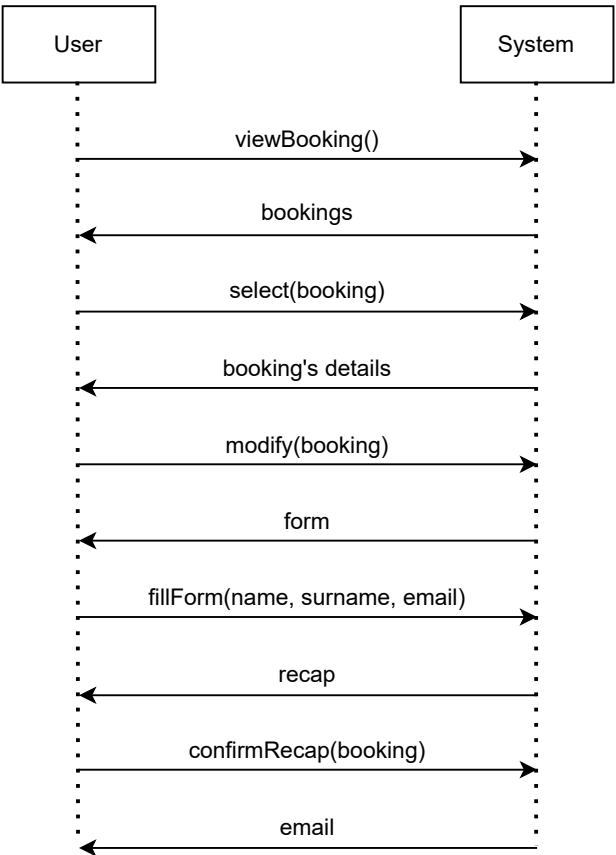 User
System
viewBooking()
bookings
select(booking)
booking's details
modify(booking)
form
fillForm(name, surname, email)
recap
confirmRecap(booking)
email